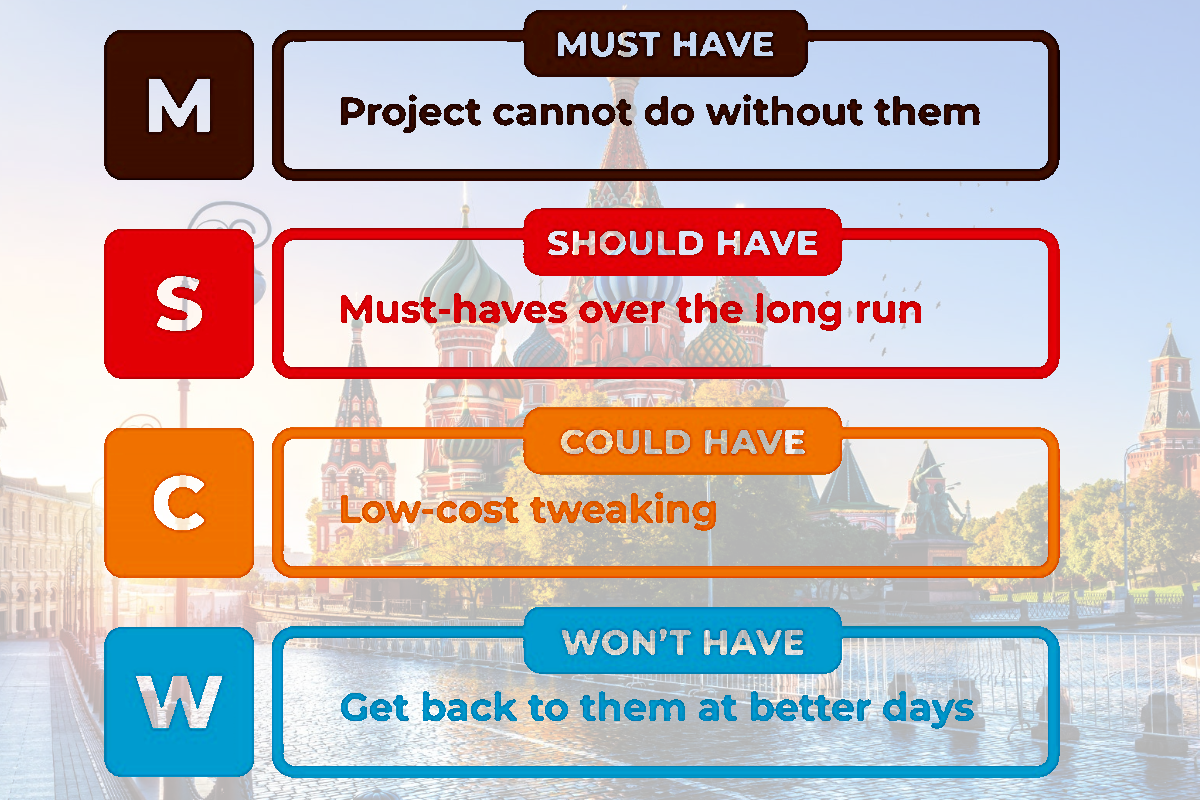 M
MUST HAVE
Project cannot do without them
S
SHOULD HAVE
Must-haves over the long run
C
COULD HAVE
Low-cost tweaking
W
WON'T HAVE
Get back to them at better days